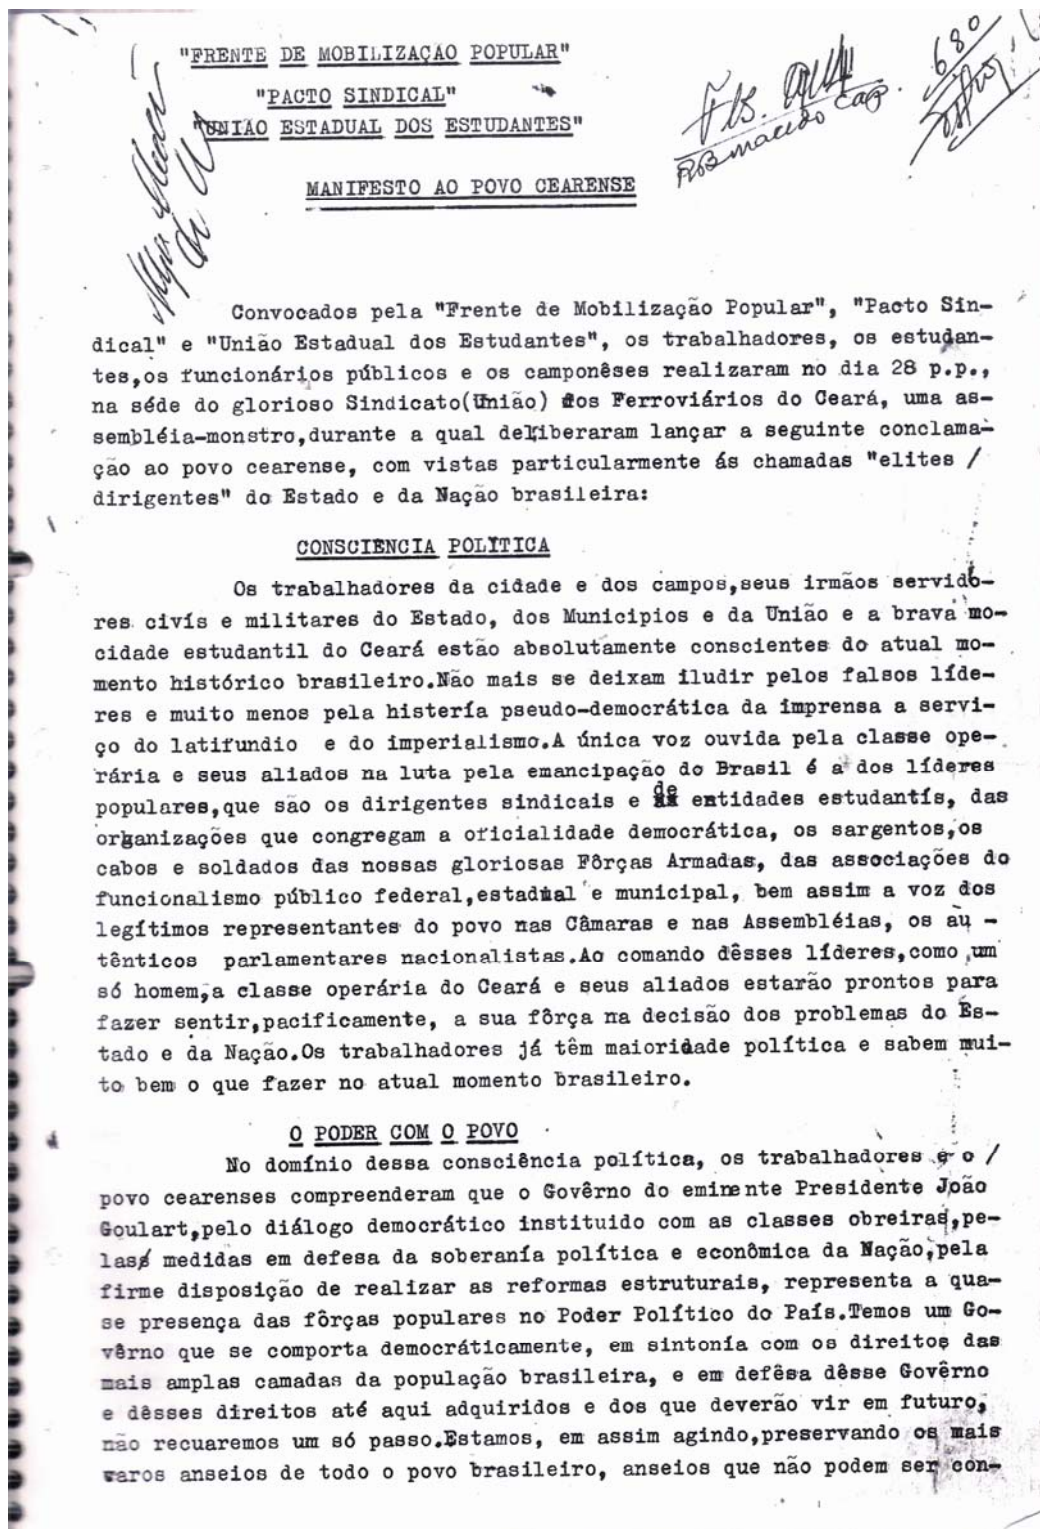 "FRENTE DE MOBILIZAÇÃO POPULAR"
"PACTO SINDICAL"
"UNIÃO ESTADUAL DOS ESTUDANTES"
Fls.
ROB macedo Cap.
680
MANIFESTO AO POVO CEARENSE
Convocados pela "Frente de Mobilização Popular", "Pacto Sin-
dical" e "União Estadual dos Estudantes", os trabalhadores, os estudan-
tes,os funcionários públicos e os camponêses realizaram no dia 28 p.p.,
na séde do glorioso Sindicato(União) dos Ferroviários do Ceará, uma as-
sembléia-monstro,durante a qual deliberaram lançar a seguinte conclama-
ção ao povo cearense, com vistas particularmente ás chamadas "elites /
dirigentes" do Estado e da Nação brasileira:
CONSCIENCIA POLÍTICA
Os trabalhadores da cidade e dos campos,seus irmãos servidô-
res civís e militares do Estado, dos Municipios e da União e a brava mo-
cidade estudantil do Ceará estão absolutamente conscientes do atual mo-
mento histórico brasileiro.Não mais se deixam iludir pelos falsos líde-
res e muito menos pela histería pseudo-democrática da imprensa a servi-
ço do latifundio e do imperialismo.A única voz ouvida pela classe ope-
rária e seus aliados na luta pela emancipação do Brasil é a dos líderes
populares,que são os dirigentes sindicais e de entidades estudantís, das
organizações que congregam a oficialidade democrática, os sargentos,os
cabos e soldados das nossas gloriosas Fôrças Armadas, das associações do
funcionalismo público federal,estadual e municipal, bem assim a voz dos
legítimos representantes do povo nas Câmaras e nas Assembléias, os au -
tênticos parlamentares nacionalistas.Ao comando dêsses líderes,como um
só homem,a classe operária do Ceará e seus aliados estarão prontos para
fazer sentir,pacificamente, a sua fôrça na decisão dos problemas do Es-
tado e da Nação.Os trabalhadores já têm maioridade política e sabem mui-
to bem o que fazer no atual momento brasileiro.
O PODER COM O POVO
No domínio dessa consciência política, os trabalhadores e o /
povo cearenses compreenderam que o Govêrno do eminente Presidente João
Goulart,pelo diálogo democrático instituido com as classes obreiras,pe-
las medidas em defesa da soberanía política e econômica da Nação,pela
firme disposição de realizar as reformas estruturais, representa a qua-
se presença das fôrças populares no Poder Político do País.Temos um Go-
vêrno que se comporta democráticamente, em sintonía com os direitos das
mais amplas camadas da população brasileira, e em defêsa dêsse Govêrno
e dêsses direitos até aqui adquiridos e dos que deverão vir em futuro,
não recuaremos um só passo.Estamos, em assim agindo,preservando os mais
caros anseios de todo o povo brasileiro, anseios que não podem ser con-